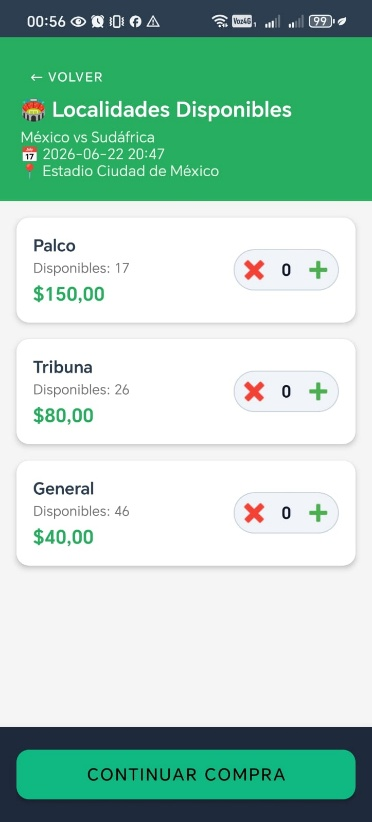 00:56 Voz4G 1 99
← VOLVER
🏟️ Localidades Disponibles
México vs Sudáfrica
📅 2026-06-22 20:47
📍 Estadio Ciudad de México
Palco
Disponibles: 17
$150,00
❌ 0 ➕
Tribuna
Disponibles: 26
$80,00
❌ 0 ➕
General
Disponibles: 46
$40,00
❌ 0 ➕
CONTINUAR COMPRA